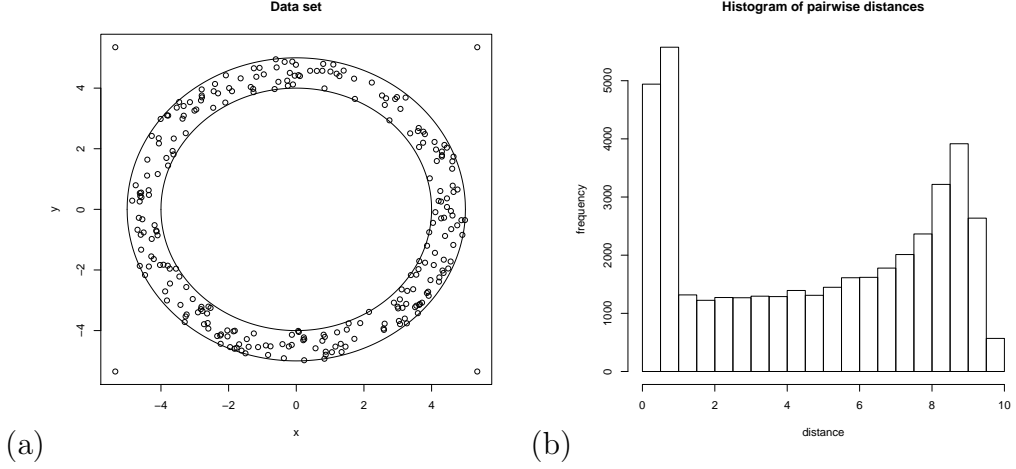 Data set
4
2
0
−2
−4
y
−4
−2
0
2
4
x
(a)
Histogram of pairwise distances
5000
4000
3000
2000
1000
0
frequency
0
2
4
6
8
10
distance
(b)